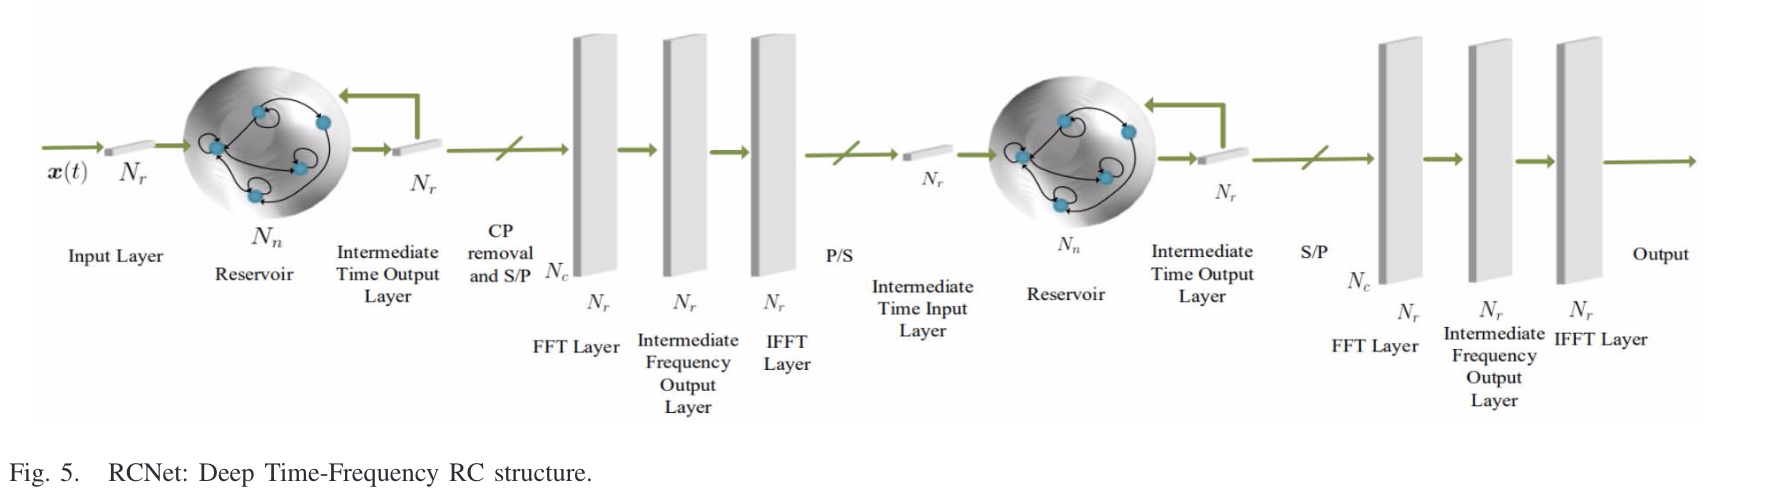 x(t)
N_r
Input Layer
N_n
Reservoir
N_r
Intermediate
Time Output
Layer
CP
removal
and S/P
N_c
N_r
FFT Layer
N_r
Intermediate
Frequency
Output
Layer
N_r
IFFT
Layer
P/S
N_r
Intermediate
Time Input
Layer
N_n
Reservoir
N_r
Intermediate
Time Output
Layer
S/P
N_c
N_r
FFT Layer
N_r
Intermediate
Frequency
Output
Layer
N_r
IFFT Layer
Output
Fig. 5. RCNet: Deep Time-Frequency RC structure.